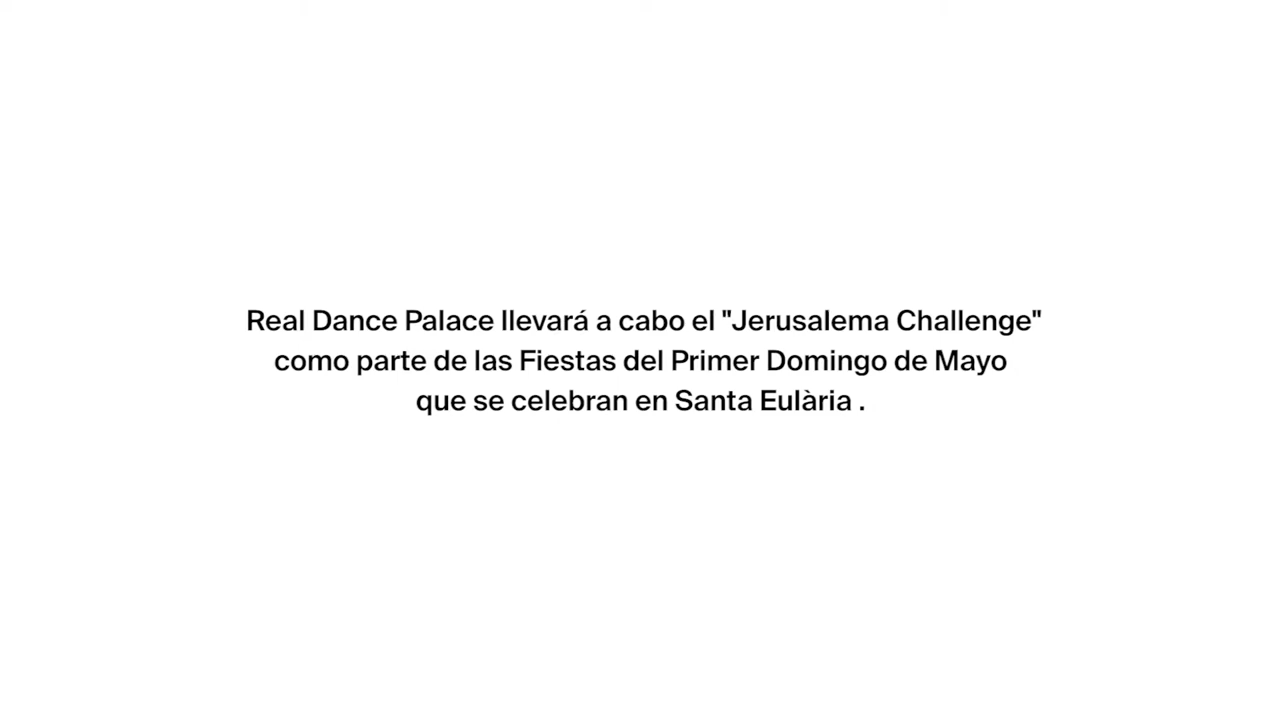 Real Dance Palace llevará a cabo el "Jerusalema Challenge"
como parte de las Fiestas del Primer Domingo de Mayo
que se celebran en Santa Eulària .